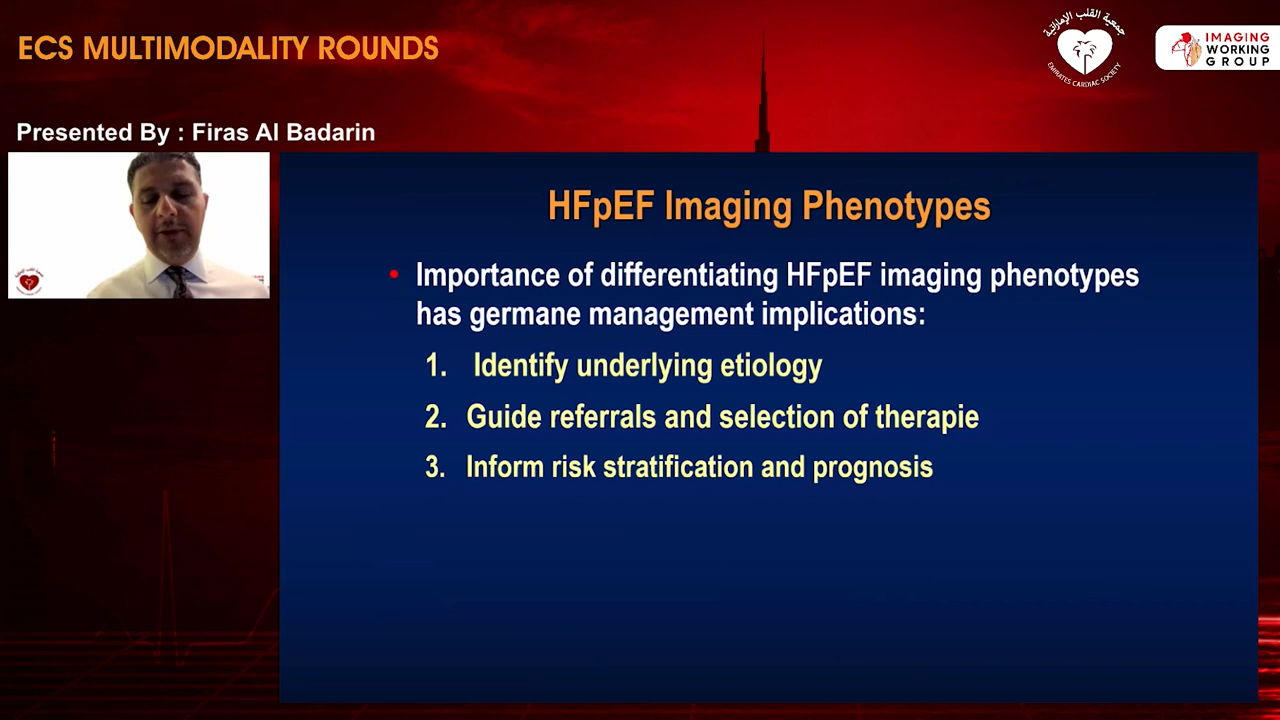 ECS MULTIMODALITY ROUNDS
جمعية القلب الإماراتية
EMIRATES CARDIAC SOCIETY
IMAGING
WORKING
GROUP
Presented By : Firas Al Badarin
HFpEF Imaging Phenotypes
• Importance of differentiating HFpEF imaging phenotypes
has germane management implications:
1. Identify underlying etiology
2. Guide referrals and selection of therapie
3. Inform risk stratification and prognosis